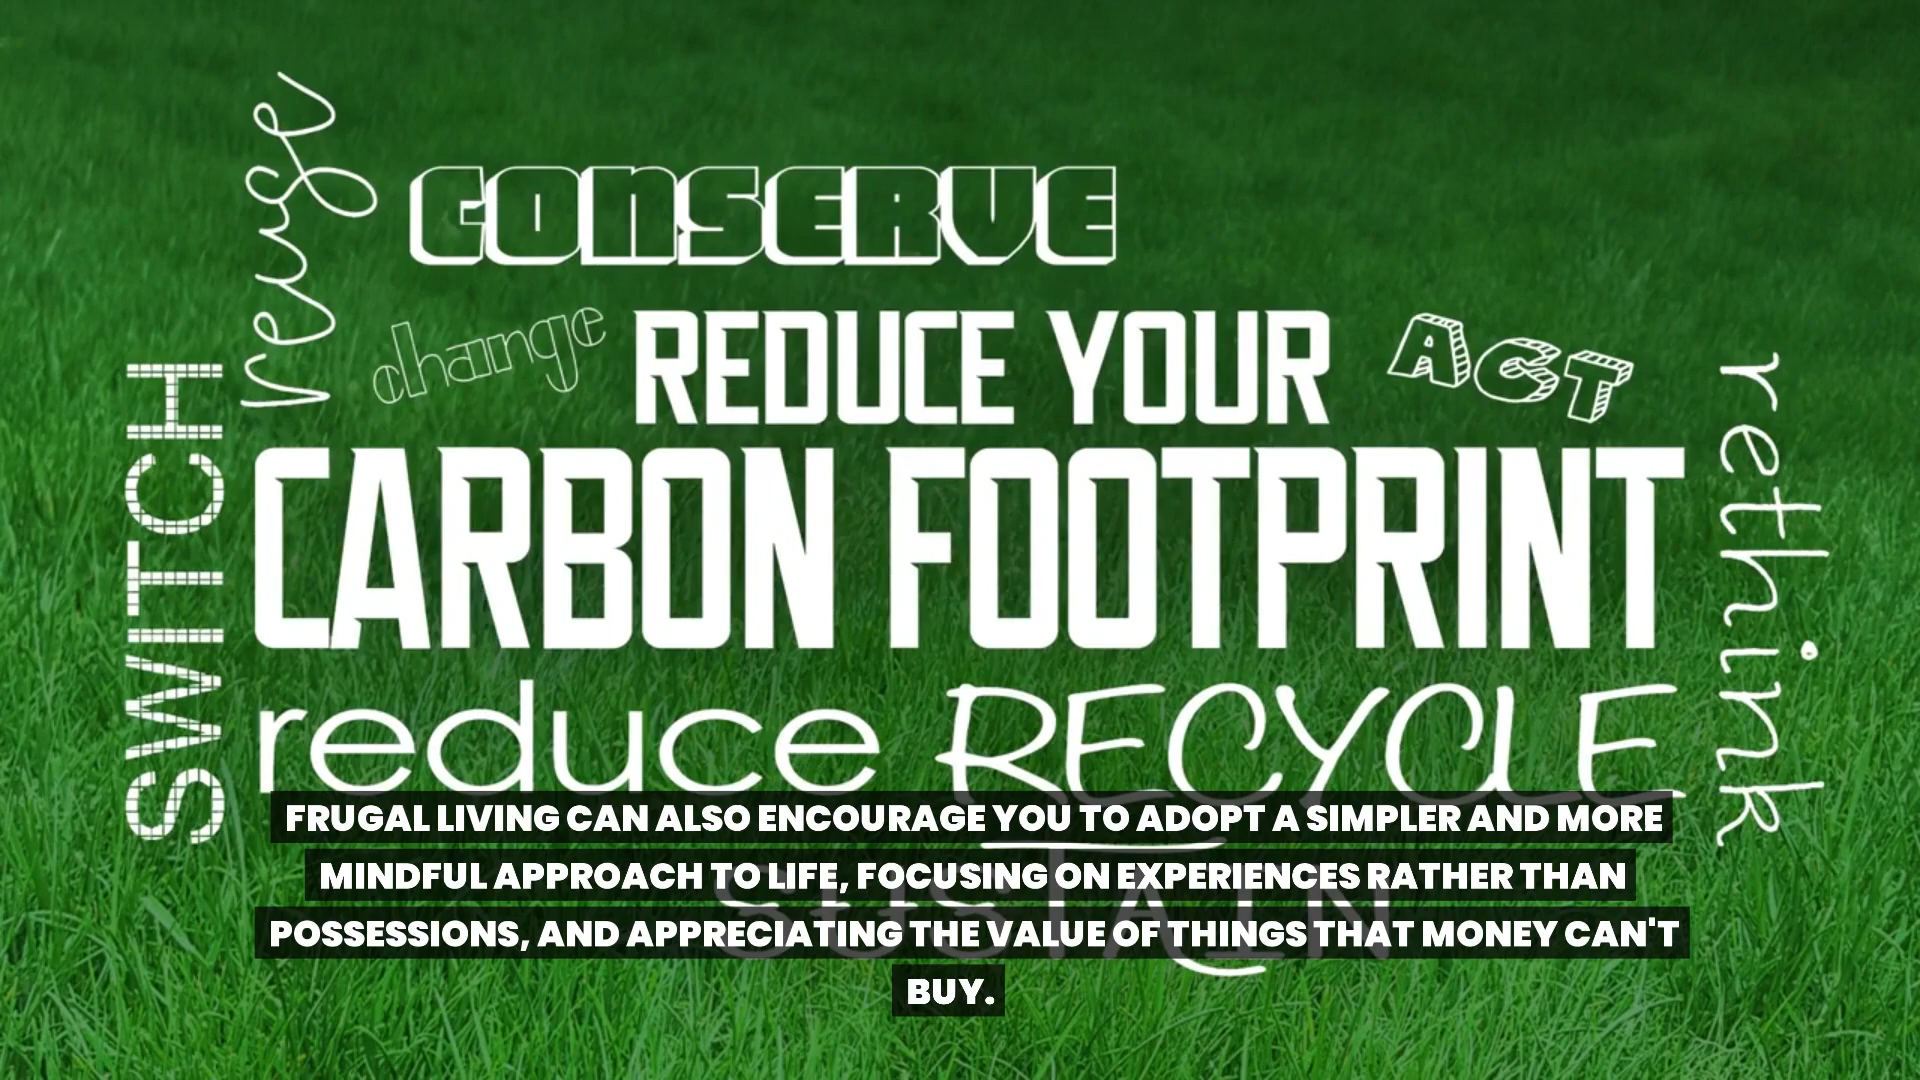 reuse
CONSERVE
change
REDUCE YOUR
ACT
SWITCH
CARBON FOOTPRINT
rethink
reduce
RECYCLE
SUSTAIN
FRUGAL LIVING CAN ALSO ENCOURAGE YOU TO ADOPT A SIMPLER AND MORE
MINDFUL APPROACH TO LIFE, FOCUSING ON EXPERIENCES RATHER THAN
POSSESSIONS, AND APPRECIATING THE VALUE OF THINGS THAT MONEY CAN'T
BUY.